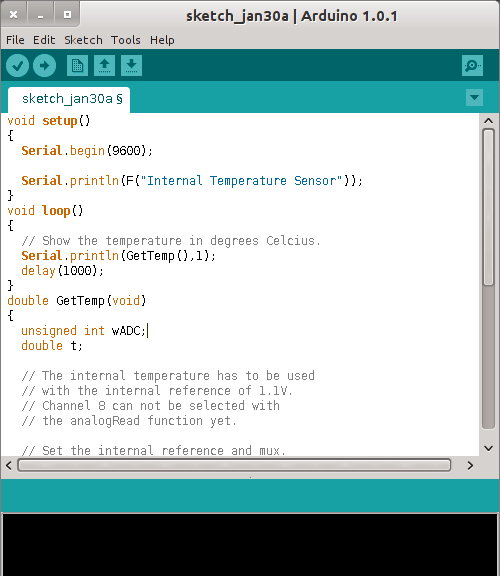 sketch_jan30a | Arduino 1.0.1
File Edit Sketch Tools Help
sketch_jan30a §
void setup()
{
  Serial.begin(9600);
  Serial.println(F("Internal Temperature Sensor"));
}
void loop()
{
  // Show the temperature in degrees Celcius.
  Serial.println(GetTemp(),1);
  delay(1000);
}
double GetTemp(void)
{
  unsigned int wADC;
  double t;
  // The internal temperature has to be used
  // with the internal reference of 1.1V.
  // Channel 8 can not be selected with
  // the analogRead function yet.
  // Set the internal reference and mux.